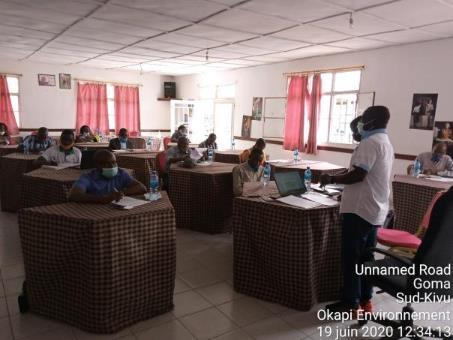 Unnamed Road
Goma
Sud-Kivu
Okapi Environnement
19 juin 2020 12:34:13